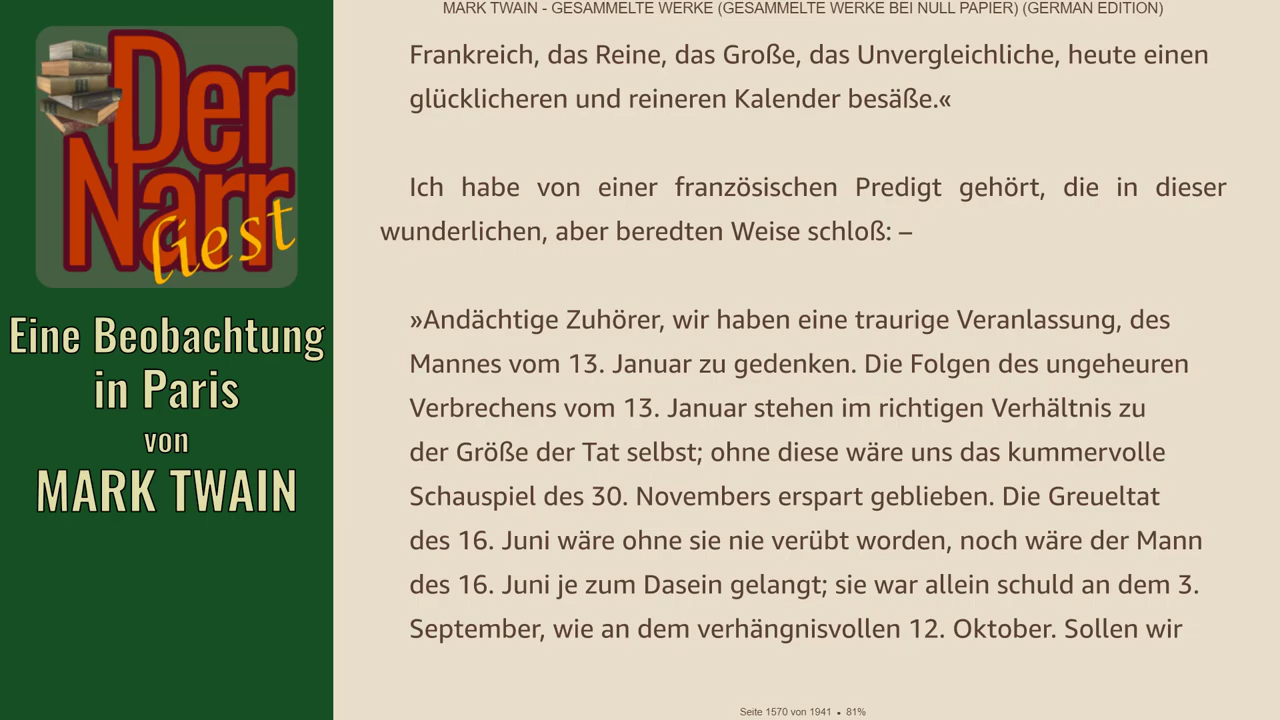 Der
Narr
liest
Eine Beobachtung
in Paris
von
MARK TWAIN
MARK TWAIN - GESAMMELTE WERKE (GESAMMELTE WERKE BEI NULL PAPIER) (GERMAN EDITION)
Frankreich, das Reine, das Große, das Unvergleichliche, heute einen
glücklicheren und reineren Kalender besäße.«
Ich habe von einer französischen Predigt gehört, die in dieser
wunderlichen, aber beredten Weise schloß: –
»Andächtige Zuhörer, wir haben eine traurige Veranlassung, des
Mannes vom 13. Januar zu gedenken. Die Folgen des ungeheuren
Verbrechens vom 13. Januar stehen im richtigen Verhältnis zu
der Größe der Tat selbst; ohne diese wäre uns das kummervolle
Schauspiel des 30. Novembers erspart geblieben. Die Greueltat
des 16. Juni wäre ohne sie nie verübt worden, noch wäre der Mann
des 16. Juni je zum Dasein gelangt; sie war allein schuld an dem 3.
September, wie an dem verhängnisvollen 12. Oktober. Sollen wir
Seite 1570 von 1941 • 81%